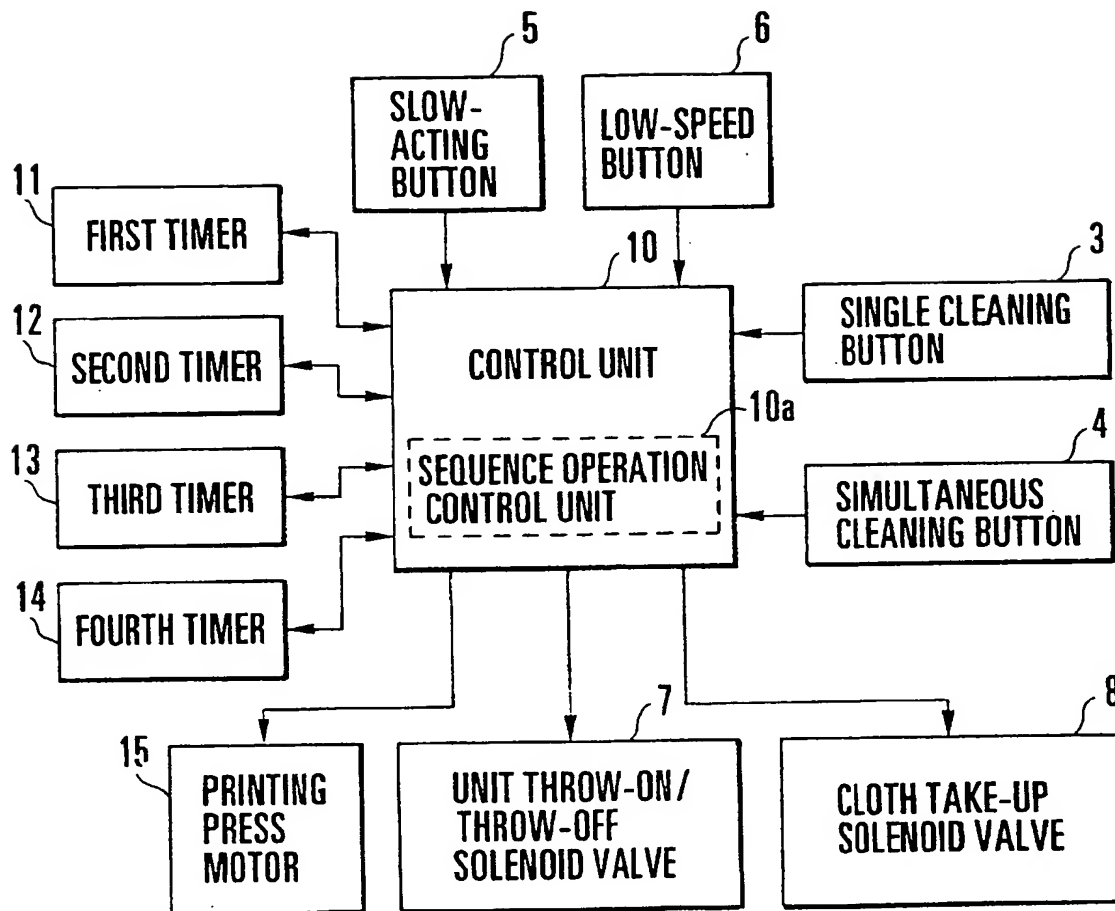 5
SLOW-
ACTING
BUTTON
6
LOW-SPEED
BUTTON
11
FIRST TIMER
12
SECOND TIMER
13
THIRD TIMER
14
FOURTH TIMER
10
CONTROL UNIT
10a
SEQUENCE OPERATION
CONTROL UNIT
3
SINGLE CLEANING
BUTTON
4
SIMULTANEOUS
CLEANING BUTTON
15
PRINTING
PRESS
MOTOR
7
UNIT THROW-ON/
THROW-OFF
SOLENOID VALVE
8
CLOTH TAKE-UP
SOLENOID VALVE